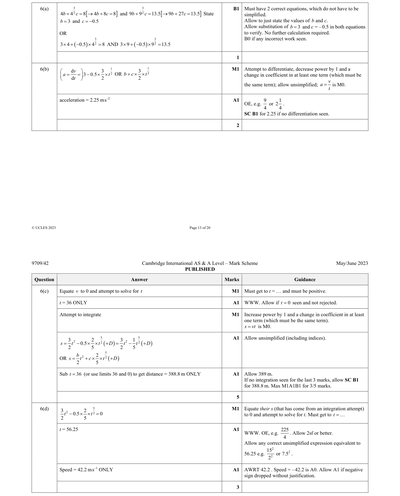 6(a)
4b + 4^{3/2}c = 8[→ 4b + 8c = 8] and 9b + 9^{3/2}c = 13.5[→ 9b + 27c = 13.5] State
b = 3 and c = −0.5
OR
3×4 + (−0.5)×4^{3/2} = 8 AND 3×9 + (−0.5)×9^{3/2} = 13.5
B1
Must have 2 correct equations, which do not have to be
simplified.
Allow to just state the values of b and c.
Allow substitution of b = 3 and c = −0.5 in both equations
to verify. No further calculation required.
B0 if any incorrect work seen.
1
6(b)
(a = dv/dt =) 3 − 0.5 × 3/2 × t^{1/2} OR b + c × 3/2 × t^{1/2}
M1
Attempt to differentiate, decrease power by 1 and a
change in coefficient in at least one term (which must be
the same term); allow unsimplified; a = v/t is M0.
acceleration = 2.25 ms^{-2}
A1
OE, e.g. 9/4 or 2 1/4.
SC B1 for 2.25 if no differentiation seen.
2
© UCLES 2023
Page 15 of 20
9709/42
Cambridge International AS & A Level – Mark Scheme
PUBLISHED
May/June 2023
Question
Answer
Marks
Guidance
6(c)
Equate v to 0 and attempt to solve for t
M1
Must get to t = … and must be positive.
t = 36 ONLY
A1
WWW. Allow if t = 0 seen and not rejected.
Attempt to integrate
M1
Increase power by 1 and a change in coefficient in at least
one term (which must be the same term).
s = vt is M0.
s = 3/2 t^2 − 0.5 × 2/5 × t^{5/2} (+D) = 3/2 t^2 − 1/5 t^{5/2} (+D)
OR s = b/2 t^2 + c × 2/5 × t^{5/2} (+D)
A1
Allow unsimplified (including indices).
Sub t = 36 (or use limits 36 and 0) to get distance = 388.8 m ONLY
A1
Allow 389 m.
If no integration seen for the last 3 marks, allow SC B1
for 388.8. Max M1A1B1 for 3/5 marks
5
6(d)
3/2 t^2 − 0.5 × 2/5 × t^{5/2} = 0
M1
Equate their s (that has come from an integration attempt)
to 0 and attempt to solve for t. Must get to t = …
t = 56.25
A1
WWW. OE, e.g. 225/4. Allow 2sf or better.
Allow any correct unsimplified expression equivalent to
56.25 e.g. 15^2/2^2 or 7.5^2.
Speed = 42.2 ms^{-1} ONLY
A1
AWRT 42.2. Speed = −42.2 is A0. Allow A1 if negative
sign dropped without justification.
3